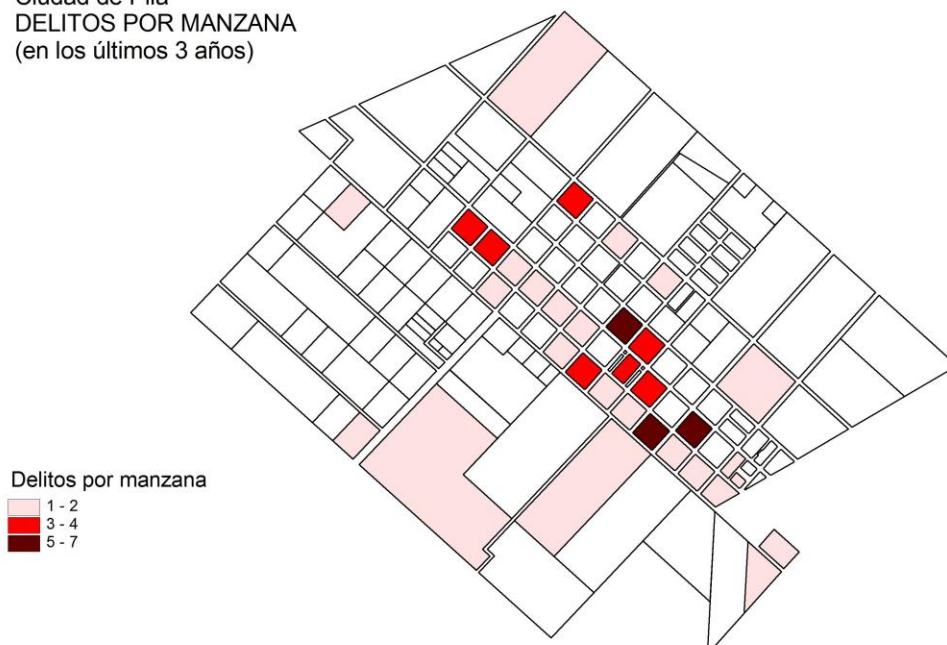 Ciudad de Pila
DELITOS POR MANZANA
(en los últimos 3 años)
Delitos por manzana
1 - 2
3 - 4
5 - 7